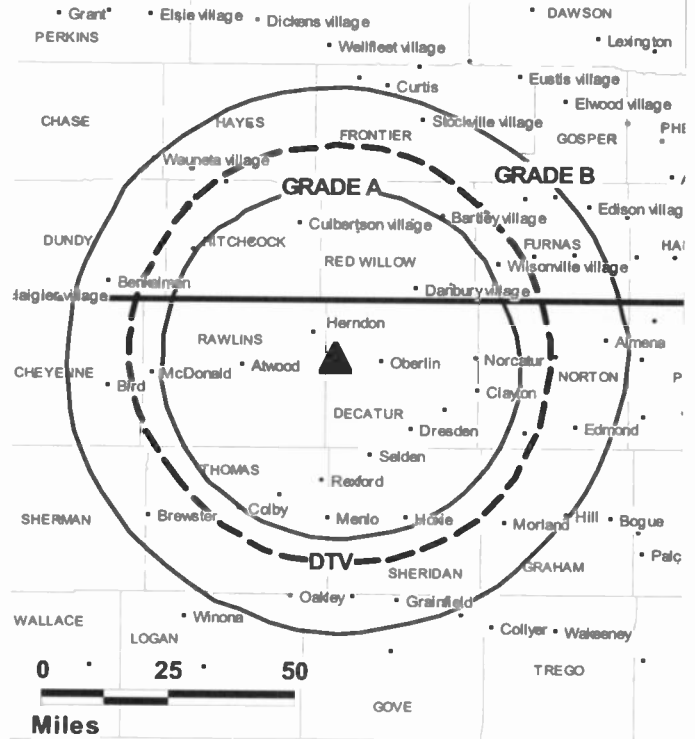 Grant
Elsie village
Dickens village
DAWSON
PERKINS
Wellfleet village
Lexington
Curtis
Eustis village
Elwood village
CHASE
HAYES
Stockville village
FRONTIER
GOSPER
PHE
Wauneta village
GRADE A
GRADE B
Culbertson village
Bartley village
Edison villag
DUNDY
HITCHCOCK
FURNAS
HA
RED WILLOW
Wilsonville village
Benkelman
Danbury village
Haigler village
Herndon
RAWLINS
Almena
CHEYENNE
McDonald
Atwood
Oberlin
Norcatur
NORTON
P
Bird
Clayton
DECATUR
Dresden
Edmond
Selden
THOMAS
Rexford
Colby
SHERMAN
Brewster
Menlo
Hoxie
Morland
Hill
Bogue
DTV
Palc
SHERIDAN
GRAHAM
Oakley
Grainfield
WALLACE
Winona
LOGAN
Collyer
Wakeeney
0 25 50
TREGO
Miles
GOVE